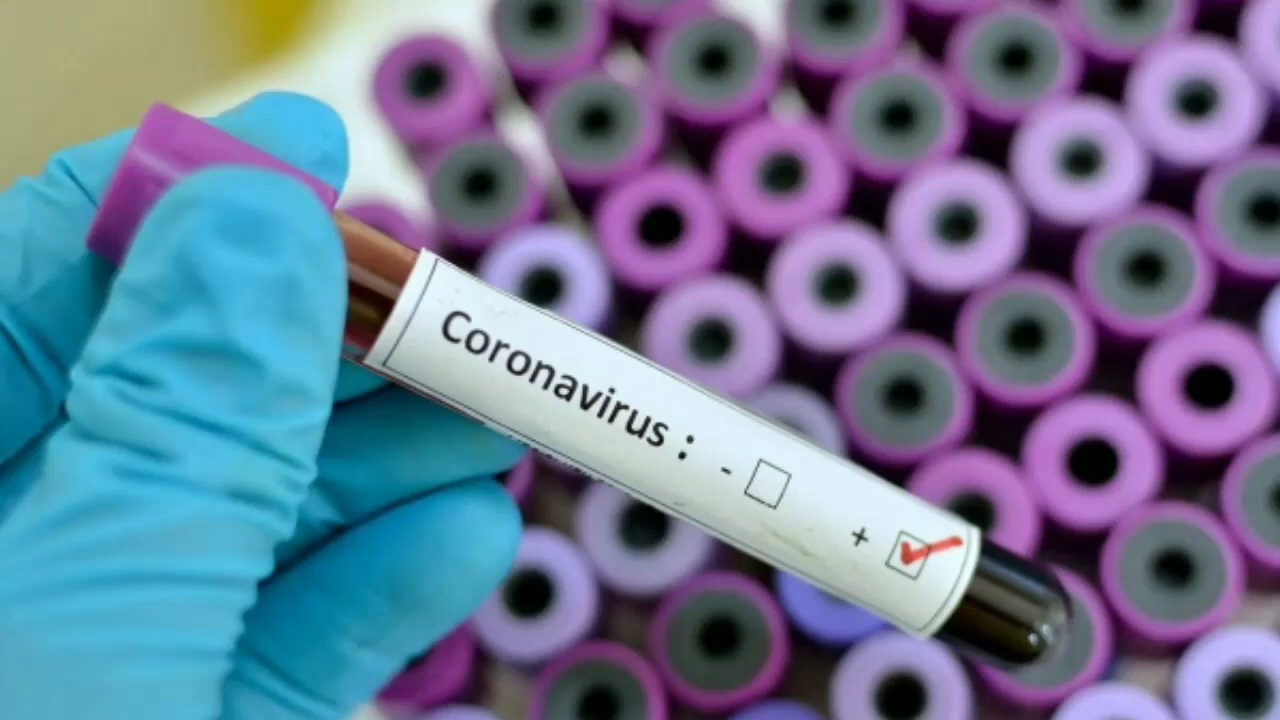 Coronavirus : - ☐
+ ☑